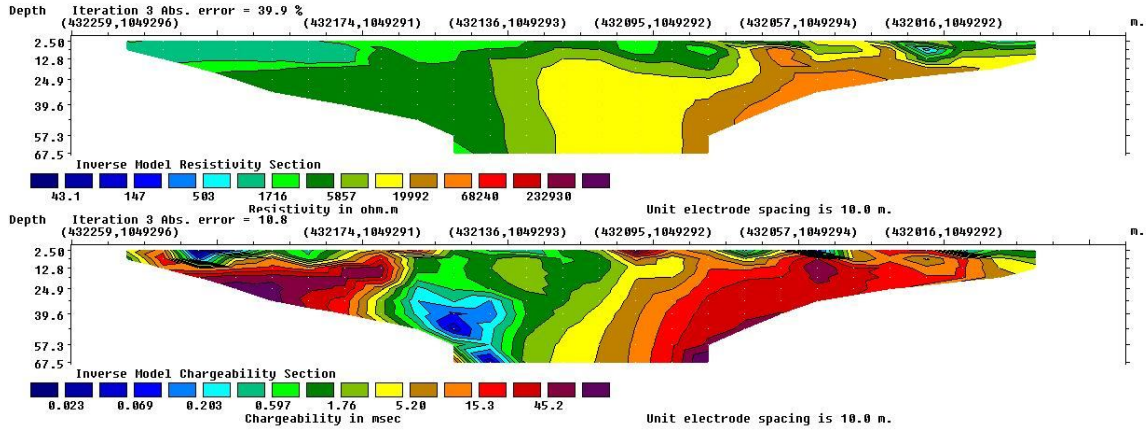 Depth Iteration 3 Abs. error = 39.9 %
(432259,1049296) (432174,1049291) (432136,1049293) (432095,1049292) (432057,1049294) (432016,1049292) m.
2.50
12.8
24.9
39.6
57.3
67.5
Inverse Model Resistivity Section
43.1 147 503 1716 5857 19992 68240 232930
Resistivity in ohm.m Unit electrode spacing is 10.0 m.
Depth Iteration 3 Abs. error = 10.8
(432259,1049296) (432174,1049291) (432136,1049293) (432095,1049292) (432057,1049294) (432016,1049292) m.
2.50
12.8
24.9
39.6
57.3
67.5
Inverse Model Chargeability Section
0.023 0.069 0.203 0.597 1.76 5.20 15.3 45.2
Chargeability in msec Unit electrode spacing is 10.0 m.